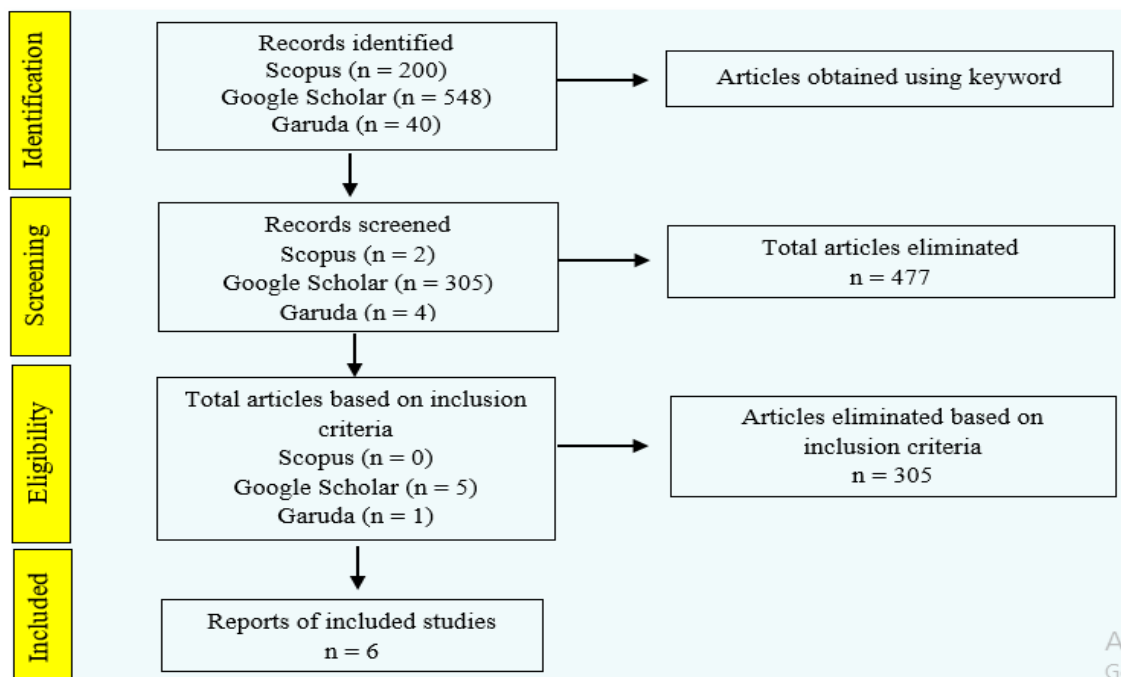 Identification
Records identified
Scopus (n = 200)
Google Scholar (n = 548)
Garuda (n = 40)
Articles obtained using keyword
Screening
Records screened
Scopus (n = 2)
Google Scholar (n = 305)
Garuda (n = 4)
Total articles eliminated
n = 477
Eligibility
Total articles based on inclusion
criteria
Scopus (n = 0)
Google Scholar (n = 5)
Garuda (n = 1)
Articles eliminated based on
inclusion criteria
n = 305
Included
Reports of included studies
n = 6